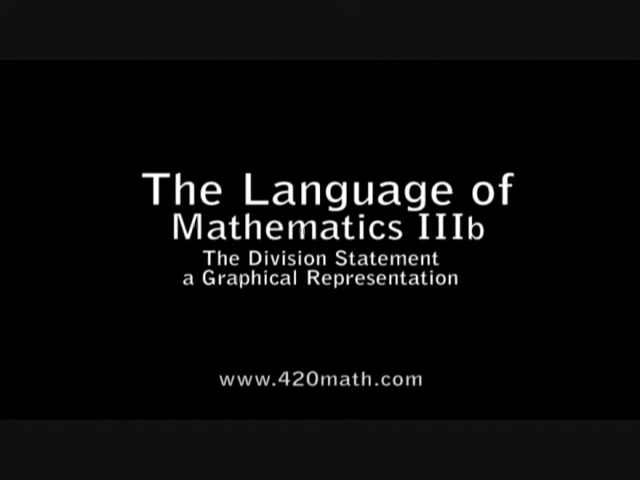 The Language of
Mathematics IIIb
The Division Statement
a Graphical Representation
www.420math.com